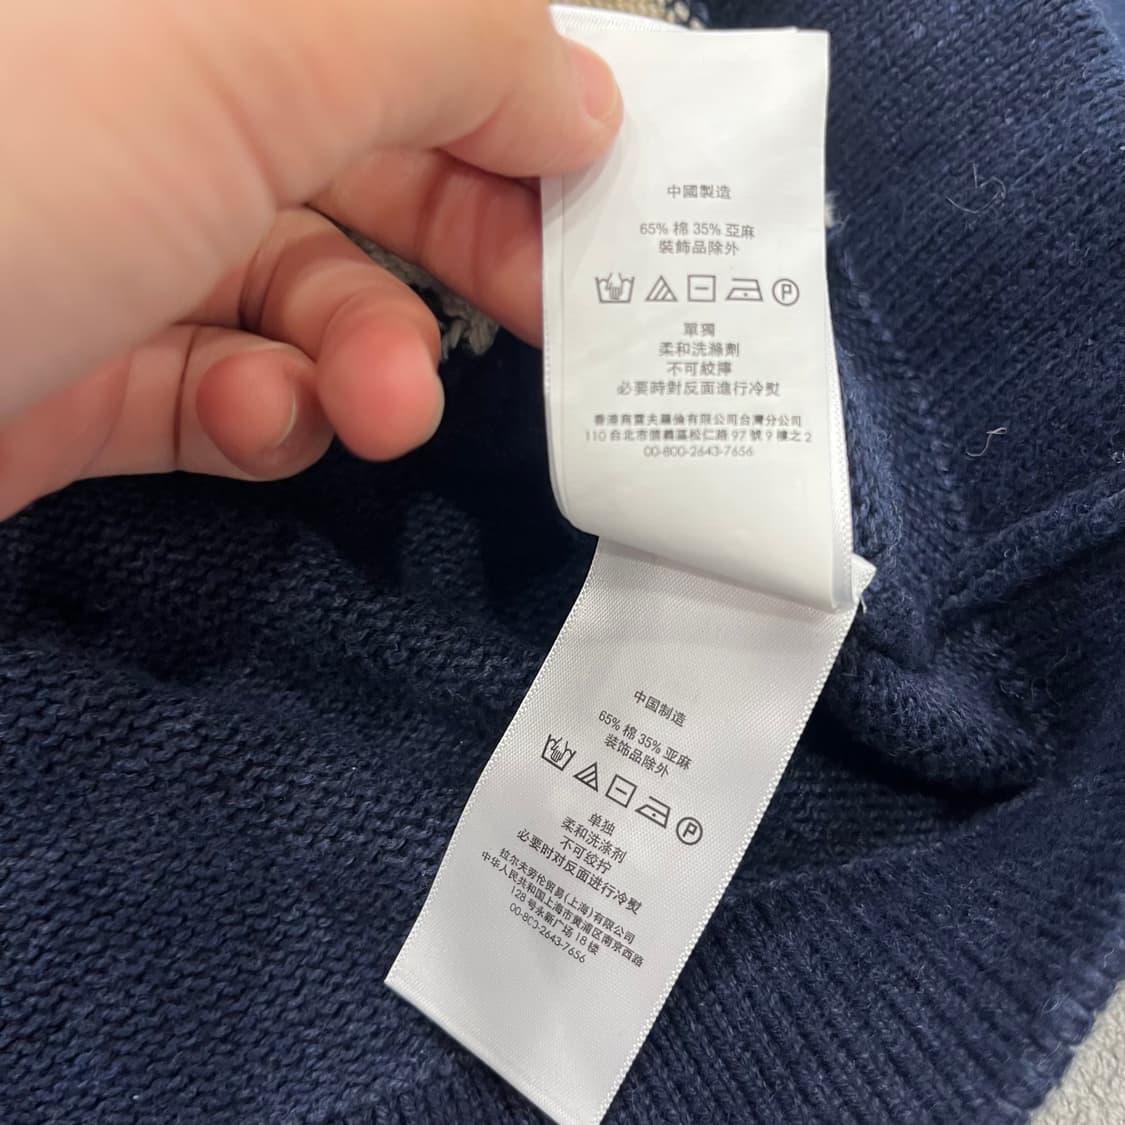 中國製造
65% 棉 35% 亞麻
裝飾品除外
P
單獨
柔和洗滌劑
不可絞擰
必要時對反面進行冷熨
香港商雷夫羅倫有限公司台灣分公司
110 台北市信義區松仁路 97 號 9 樓之 2
00-800-2643-7656
中国制造
65% 棉 35% 亚麻
装饰品除外
P
单独
柔和洗涤剂
不可绞拧
必要时对反面进行冷熨
拉尔夫劳伦贸易(上海)有限公司
中华人民共和国上海市黄浦区南京西路
128 号永新广场 18 楼
00-800-2643-7656